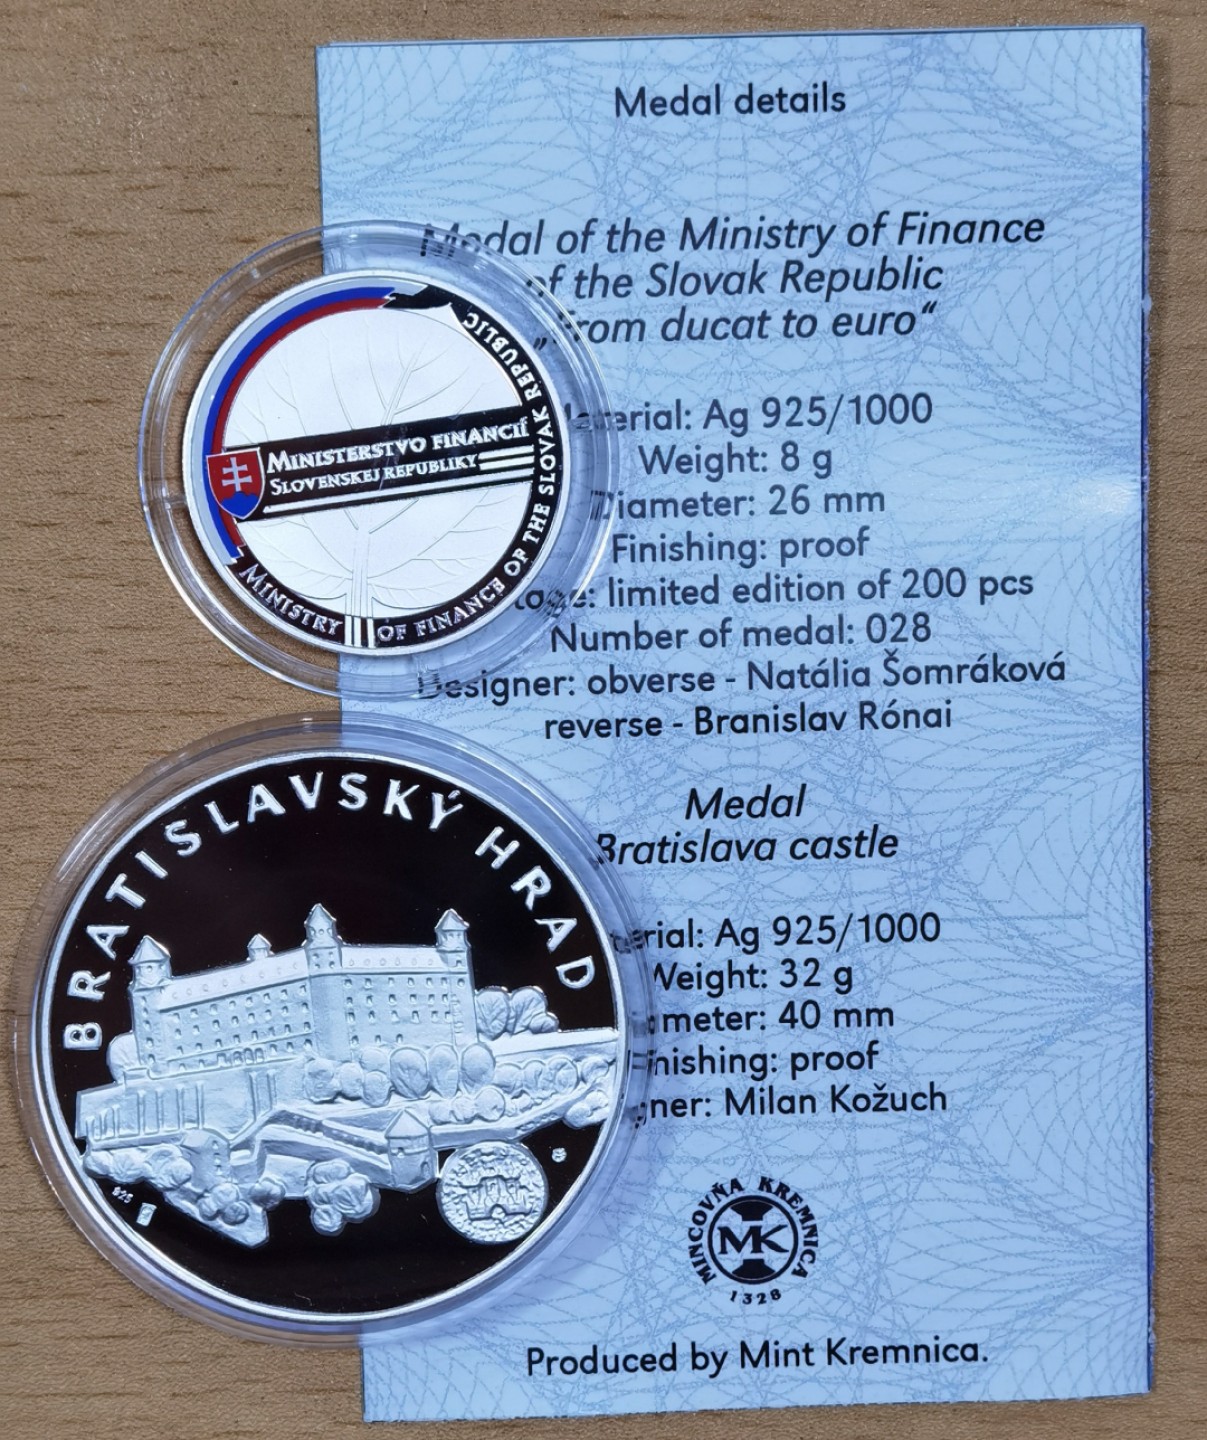 Medal details
Medal of the Ministry of Finance
of the Slovak Republic
„From ducat to euro“
Material: Ag 925/1000
Weight: 8 g
Diameter: 26 mm
Finishing: proof
limited edition of 200 pcs
Number of medal: 028
Designer: obverse - Natália Šomráková
reverse - Branislav Rónai
Medal
Bratislava castle
Material: Ag 925/1000
Weight: 32 g
Diameter: 40 mm
Finishing: proof
Designer: Milan Kožuch
MINCOVŇA KREMNICA
MK
1328
Produced by Mint Kremnica.
MINISTERSTVO FINANCIÍ
SLOVENSKEJ REPUBLIKY
MINISTRY OF FINANCE OF THE SLOVAK REPUBLIC
BRATISLAVSKÝ HRAD
925